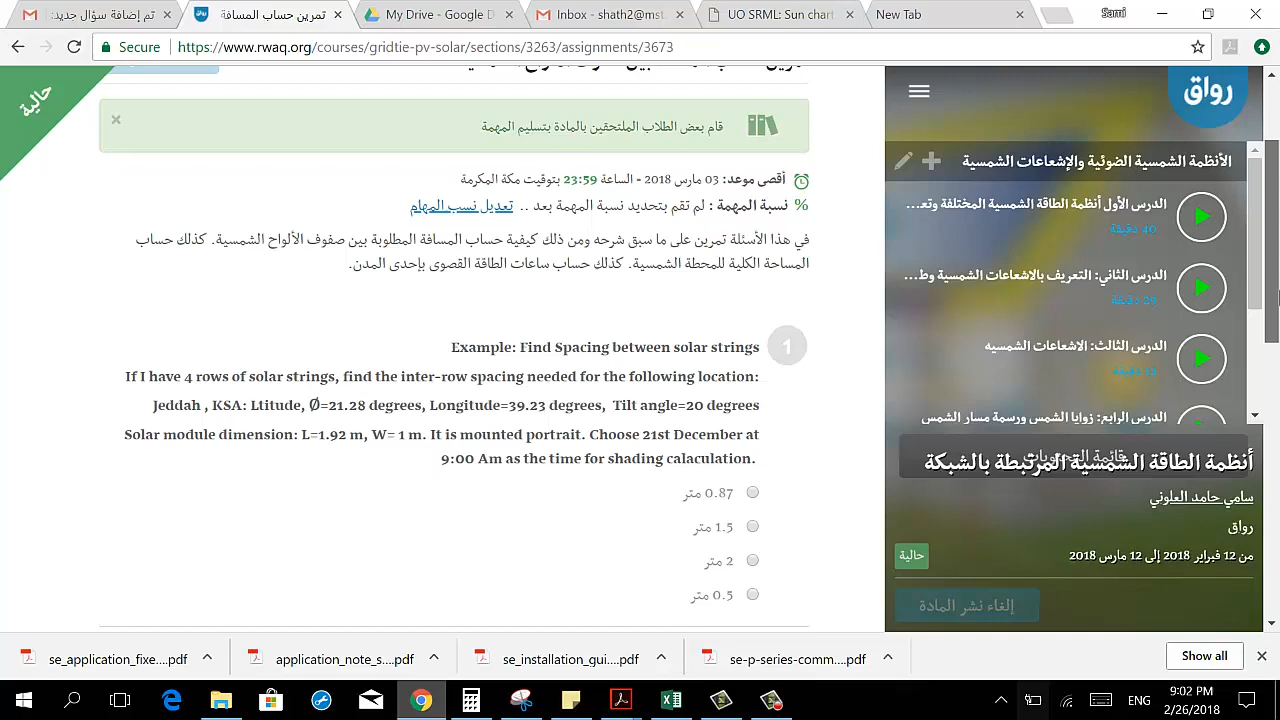 تم إضافة سؤال جديد:
تمرين حساب المسافة
My Drive - Google D
Inbox - shath2@mst.
UO SRML: Sun chart
New Tab
Sami
Secure
https://www.rwaq.org/courses/gridtie-pv-solar/sections/3263/assignments/3673
حالية
قام بعض الطلاب الملتحقين بالمادة بتسليم المهمة
أقصى موعد: 03 مارس 2018 - الساعة 23:59 بتوقيت مكة المكرمة
% نسبة المهمة : لم تقم بتحديد نسبة المهمة بعد .. تعديل نسب المهام
في هذا الأسئلة تمرين على ما سبق شرحه ومن ذلك كيفية حساب المسافة المطلوبة بين صفوف الألواح الشمسية. كذلك حساب
المساحة الكلية للمحطة الشمسية. كذلك حساب ساعات الطاقة القصوى بإحدى المدن.
1
Example: Find Spacing between solar strings
If I have 4 rows of solar strings, find the inter-row spacing needed for the following location:
Jeddah , KSA: Ltitude, Ø=21.28 degrees, Longitude=39.23 degrees, Tilt angle=20 degrees
Solar module dimension: L=1.92 m, W= 1 m. It is mounted portrait. Choose 21st December at
9:00 Am as the time for shading calaculation.
0.87 متر
1.5 متر
2 متر
0.5 متر
رواق
الأنظمة الشمسية الضوئية والإشعاعات الشمسية
الدرس الأول أنظمة الطاقة الشمسية المختلفة وتعـ...
40 دقيقة
الدرس الثاني: التعريف بالاشعاعات الشمسية وطـ...
29 دقيقة
الدرس الثالث: الاشعاعات الشمسيه
دقيقة
الدرس الرابع: زوايا الشمس ورسمة مسار الشمس
قائمة المحتويات
أنظمة الطاقة الشمسية المرتبطة بالشبكة
سامي حامد العلوني
رواق
من 12 فبراير 2018 إلى 12 مارس 2018
حالية
إلغاء نشر المادة
se_application_fixe....pdf
application_note_s....pdf
se_installation_gui....pdf
se-p-series-comm....pdf
Show all
ENG
9:02 PM
2/26/2018